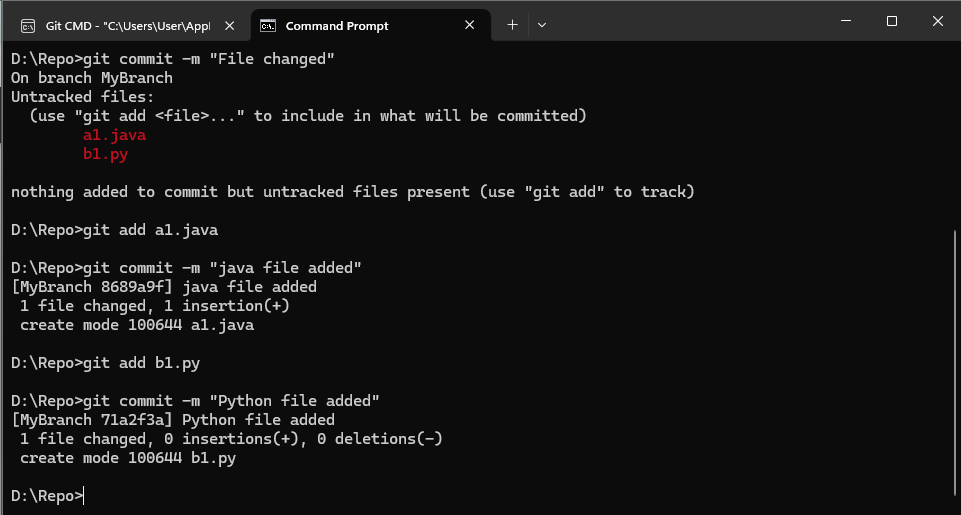 Git CMD - "C:\Users\User\AppI
Command Prompt
D:\Repo>git commit -m "File changed"
On branch MyBranch
Untracked files:
  (use "git add <file>..." to include in what will be committed)
        a1.java
        b1.py
nothing added to commit but untracked files present (use "git add" to track)
D:\Repo>git add a1.java
D:\Repo>git commit -m "java file added"
[MyBranch 8689a9f] java file added
 1 file changed, 1 insertion(+)
 create mode 100644 a1.java
D:\Repo>git add b1.py
D:\Repo>git commit -m "Python file added"
[MyBranch 71a2f3a] Python file added
 1 file changed, 0 insertions(+), 0 deletions(-)
 create mode 100644 b1.py
D:\Repo>